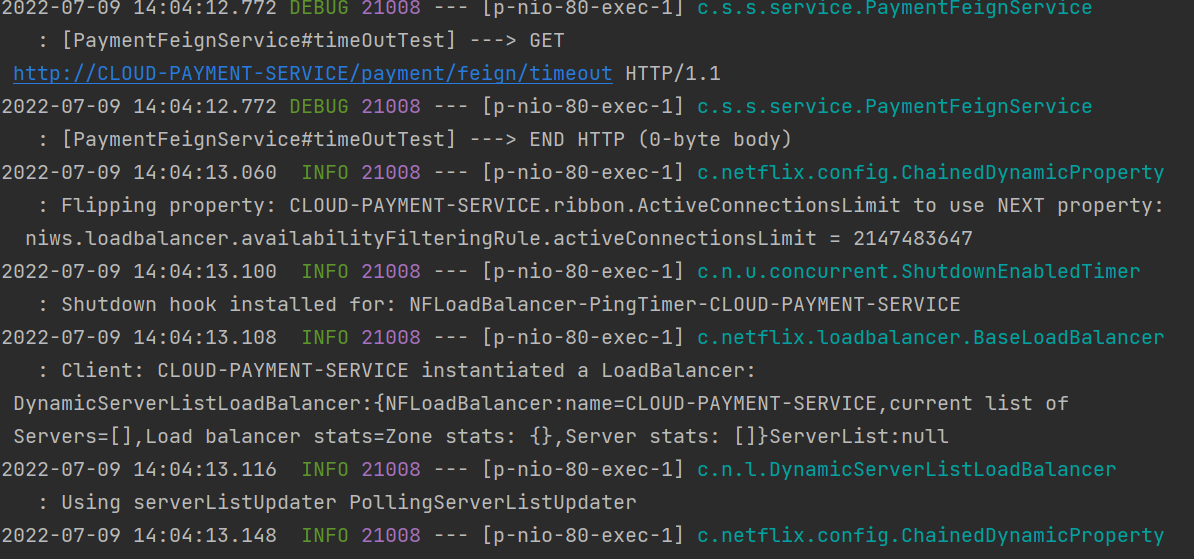 2022-07-09 14:04:12.772 DEBUG 21008 --- [p-nio-80-exec-1] c.s.s.service.PaymentFeignService
: [PaymentFeignService#timeOutTest] ---> GET
http://CLOUD-PAYMENT-SERVICE/payment/feign/timeout HTTP/1.1
2022-07-09 14:04:12.772 DEBUG 21008 --- [p-nio-80-exec-1] c.s.s.service.PaymentFeignService
: [PaymentFeignService#timeOutTest] ---> END HTTP (0-byte body)
2022-07-09 14:04:13.060  INFO 21008 --- [p-nio-80-exec-1] c.netflix.config.ChainedDynamicProperty
: Flipping property: CLOUD-PAYMENT-SERVICE.ribbon.ActiveConnectionsLimit to use NEXT property:
niws.loadbalancer.availabilityFilteringRule.activeConnectionsLimit = 2147483647
2022-07-09 14:04:13.100  INFO 21008 --- [p-nio-80-exec-1] c.n.u.concurrent.ShutdownEnabledTimer
: Shutdown hook installed for: NFLoadBalancer-PingTimer-CLOUD-PAYMENT-SERVICE
2022-07-09 14:04:13.108  INFO 21008 --- [p-nio-80-exec-1] c.netflix.loadbalancer.BaseLoadBalancer
: Client: CLOUD-PAYMENT-SERVICE instantiated a LoadBalancer:
DynamicServerListLoadBalancer:{NFLoadBalancer:name=CLOUD-PAYMENT-SERVICE,current list of
Servers=[],Load balancer stats=Zone stats: {},Server stats: []}ServerList:null
2022-07-09 14:04:13.116  INFO 21008 --- [p-nio-80-exec-1] c.n.l.DynamicServerListLoadBalancer
: Using serverListUpdater PollingServerListUpdater
2022-07-09 14:04:13.148  INFO 21008 --- [p-nio-80-exec-1] c.netflix.config.ChainedDynamicProperty